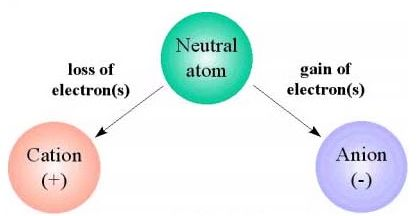 Neutral
atom
loss of
electron(s)
gain of
electron(s)
Cation
(+)
Anion
(-)